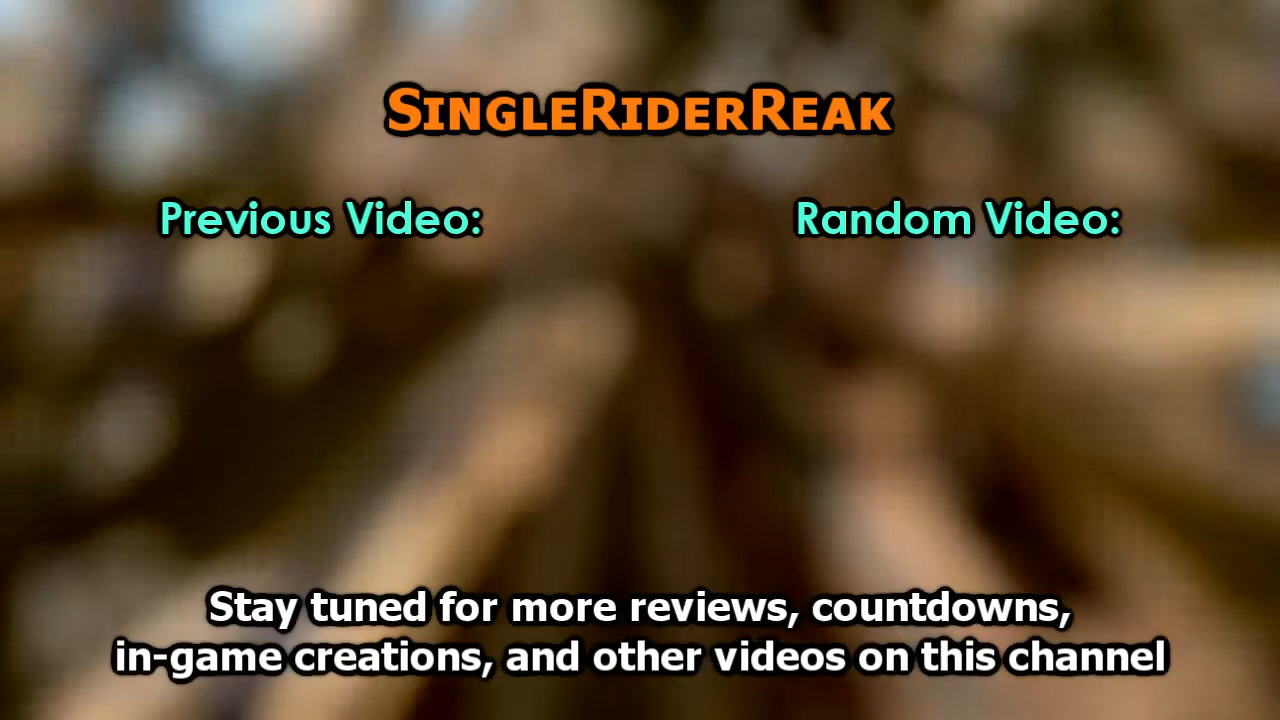 SingleRiderReak
Previous Video:
Random Video:
Stay tuned for more reviews, countdowns,
in-game creations, and other videos on this channel